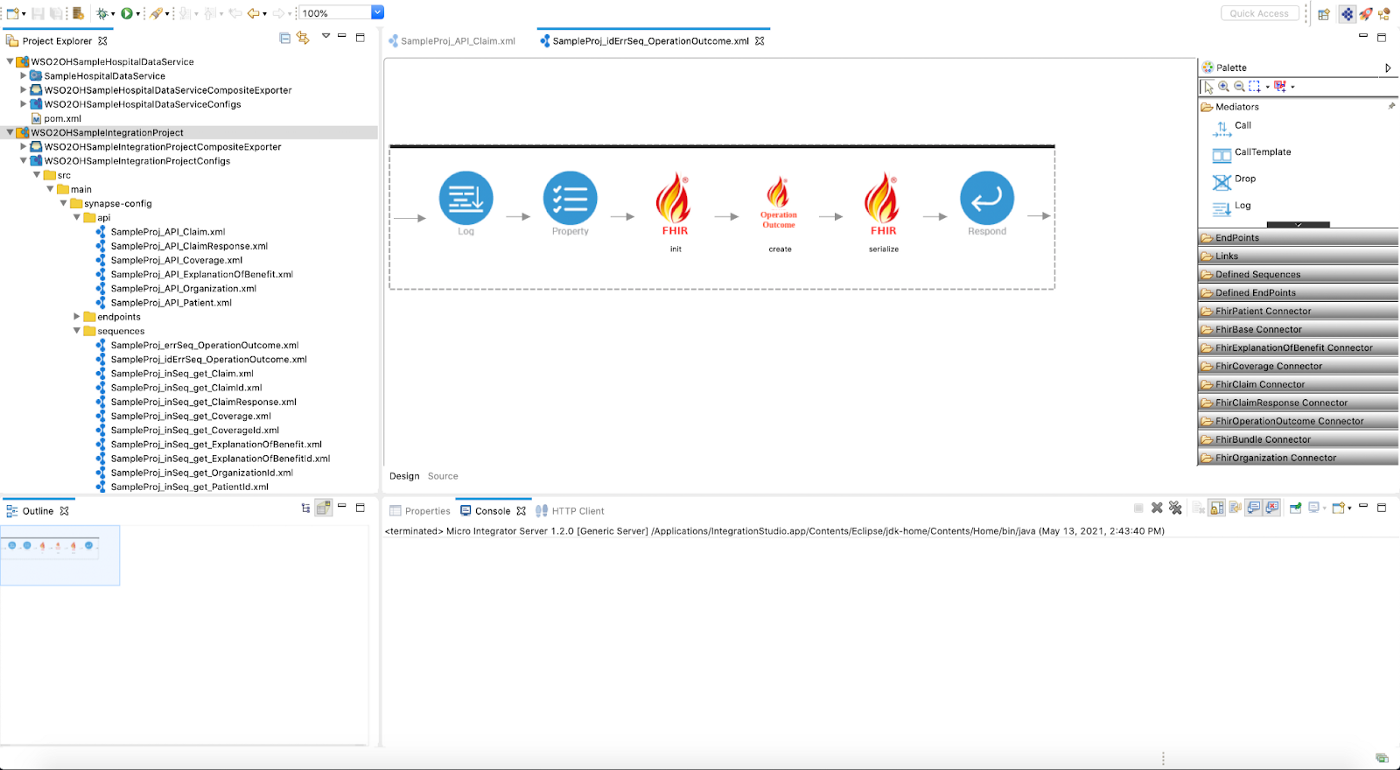 100%
Quick Access
Project Explorer
WSO2OHSampleHospitalDataService
SampleHospitalDataService
WSO2OHSampleHospitalDataServiceCompositeExporter
WSO2OHSampleHospitalDataServiceConfigs
pom.xml
WSO2OHSampleIntegrationProject
WSO2OHSampleIntegrationProjectCompositeExporter
WSO2OHSampleIntegrationProjectConfigs
src
main
synapse-config
api
SampleProj_API_Claim.xml
SampleProj_API_ClaimResponse.xml
SampleProj_API_Coverage.xml
SampleProj_API_ExplanationOfBenefit.xml
SampleProj_API_Organization.xml
SampleProj_API_Patient.xml
endpoints
sequences
SampleProj_errSeq_OperationOutcome.xml
SampleProj_idErrSeq_OperationOutcome.xml
SampleProj_inSeq_get_Claim.xml
SampleProj_inSeq_get_ClaimId.xml
SampleProj_inSeq_get_ClaimResponse.xml
SampleProj_inSeq_get_Coverage.xml
SampleProj_inSeq_get_CoverageId.xml
SampleProj_inSeq_get_ExplanationOfBenefit.xml
SampleProj_inSeq_get_ExplanationOfBenefitId.xml
SampleProj_inSeq_get_OrganizationId.xml
SampleProj_inSeq_get_PatientId.xml
SampleProj_API_Claim.xml
SampleProj_idErrSeq_OperationOutcome.xml
Log
Property
FHIR
init
Operation
Outcome
create
FHIR
serialize
Respond
Design Source
Palette
Mediators
Call
CallTemplate
Drop
Log
EndPoints
Links
Defined Sequences
Defined EndPoints
FhirPatient Connector
FhirBase Connector
FhirExplanationOfBenefit Connector
FhirCoverage Connector
FhirClaim Connector
FhirClaimResponse Connector
FhirOperationOutcome Connector
FhirBundle Connector
FhirOrganization Connector
Outline
Properties
Console
HTTP Client
<terminated> Micro Integrator Server 1.2.0 [Generic Server] /Applications/IntegrationStudio.app/Contents/Eclipse/jdk-home/Contents/Home/bin/java (May 13, 2021, 2:43:40 PM)